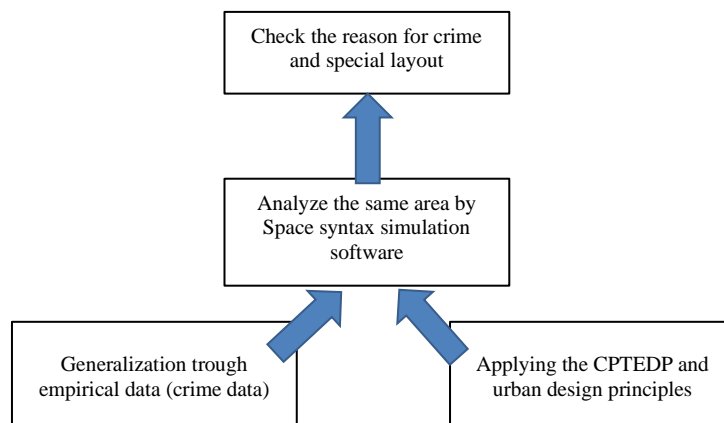 Check the reason for crime
and special layout
Analyze the same area by
Space syntax simulation
software
Generalization trough
empirical data (crime data)
Applying the CPTEDP and
urban design principles